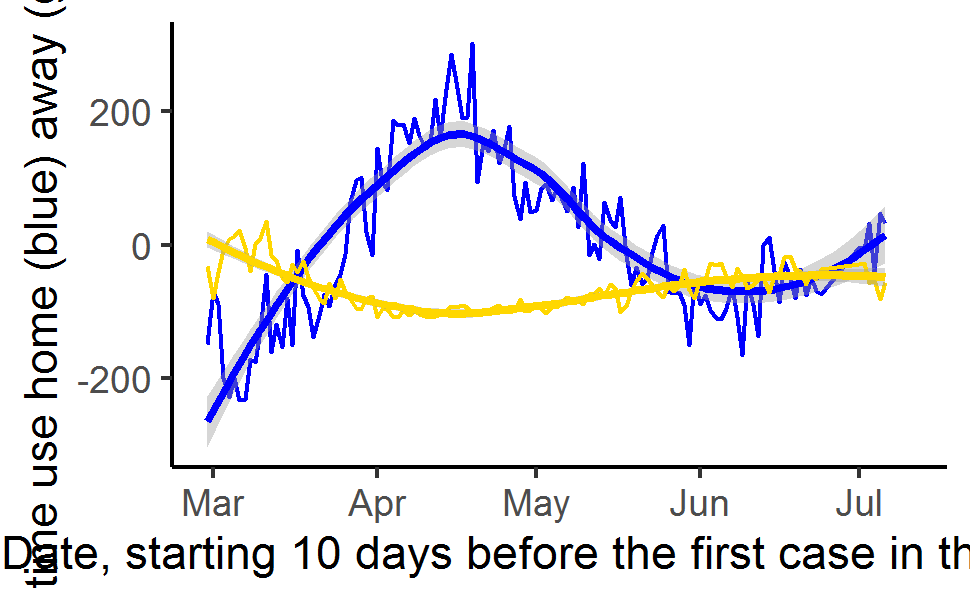 time use home (blue) away (g
200
0
-200
Mar Apr May Jun Jul
Date, starting 10 days before the first case in th